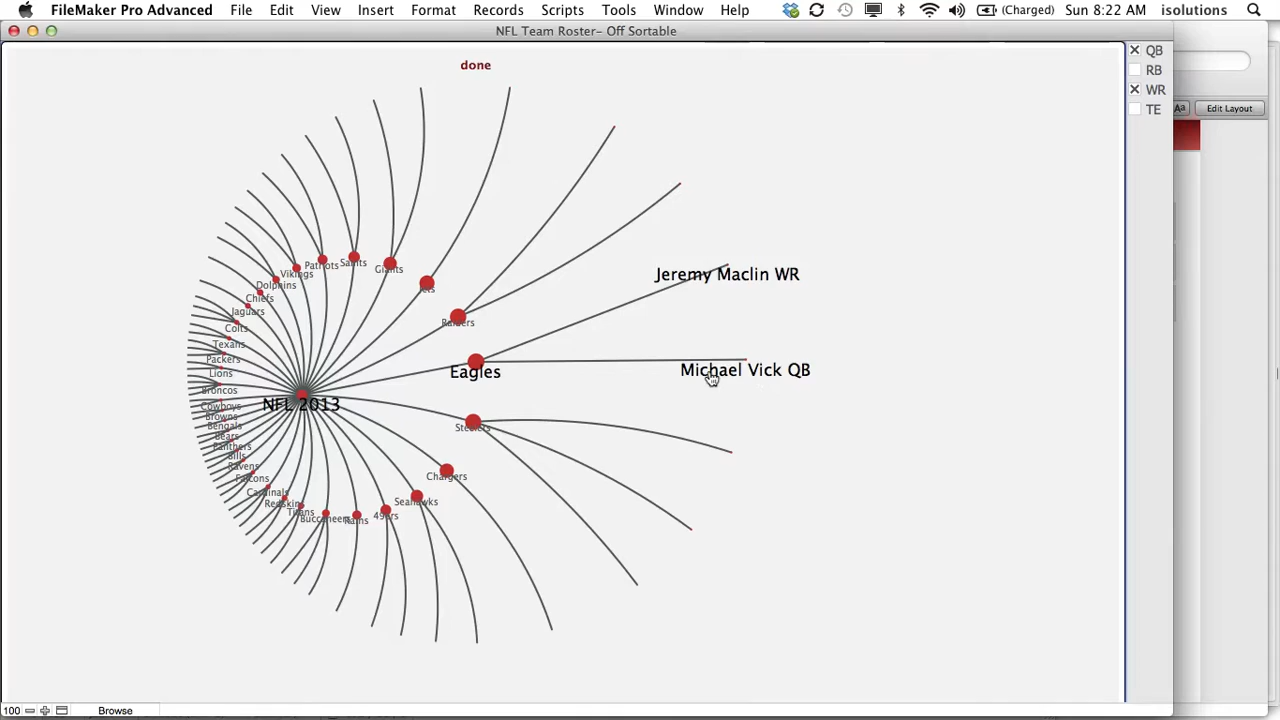 FileMaker Pro Advanced File Edit View Insert Format Records Scripts Tools Window Help (Charged) Sun 8:22 AM isolutions
NFL Team Roster- Off Sortable
done
QB
RB
WR
TE
Aa
Edit Layout
Giants
Saints
Patriots
Vikings
Dolphins
Chiefs
Jaguars
Colts
Texans
Packers
Lions
Broncos
Cowboys
Browns
Bengals
Bears
Panthers
Bills
Ravens
Falcons
Cardinals
Redskins
Titans
Buccaneers
Rams
49ers
Seahawks
Chargers
Steelers
Eagles
Raiders
Jets
NFL 2013
Jeremy Maclin WR
Michael Vick QB
100
Browse